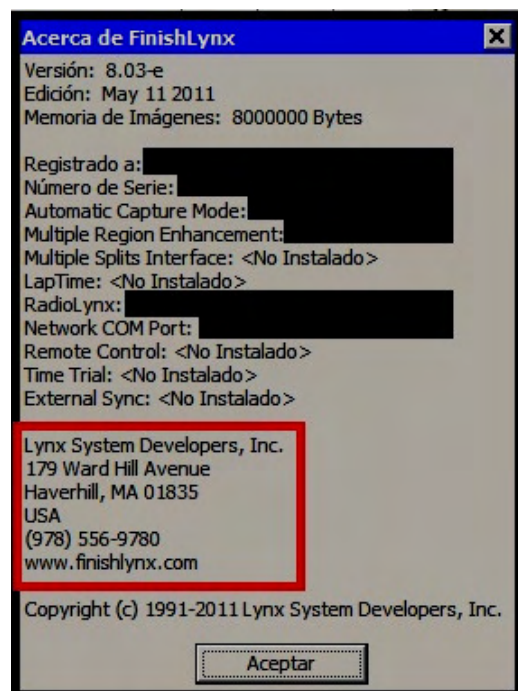 Acerca de FinishLynx
Versión: 8.03-e
Edición: May 11 2011
Memoria de Imágenes: 8000000 Bytes
Registrado a:
Número de Serie:
Automatic Capture Mode:
Multiple Region Enhancement:
Multiple Splits Interface: <No Instalado>
LapTime: <No Instalado>
RadioLynx:
Network COM Port:
Remote Control: <No Instalado>
Time Trial: <No Instalado>
External Sync: <No Instalado>
Lynx System Developers, Inc.
179 Ward Hill Avenue
Haverhill, MA 01835
USA
(978) 556-9780
www.finishlynx.com
Copyright (c) 1991-2011 Lynx System Developers, Inc.
Aceptar